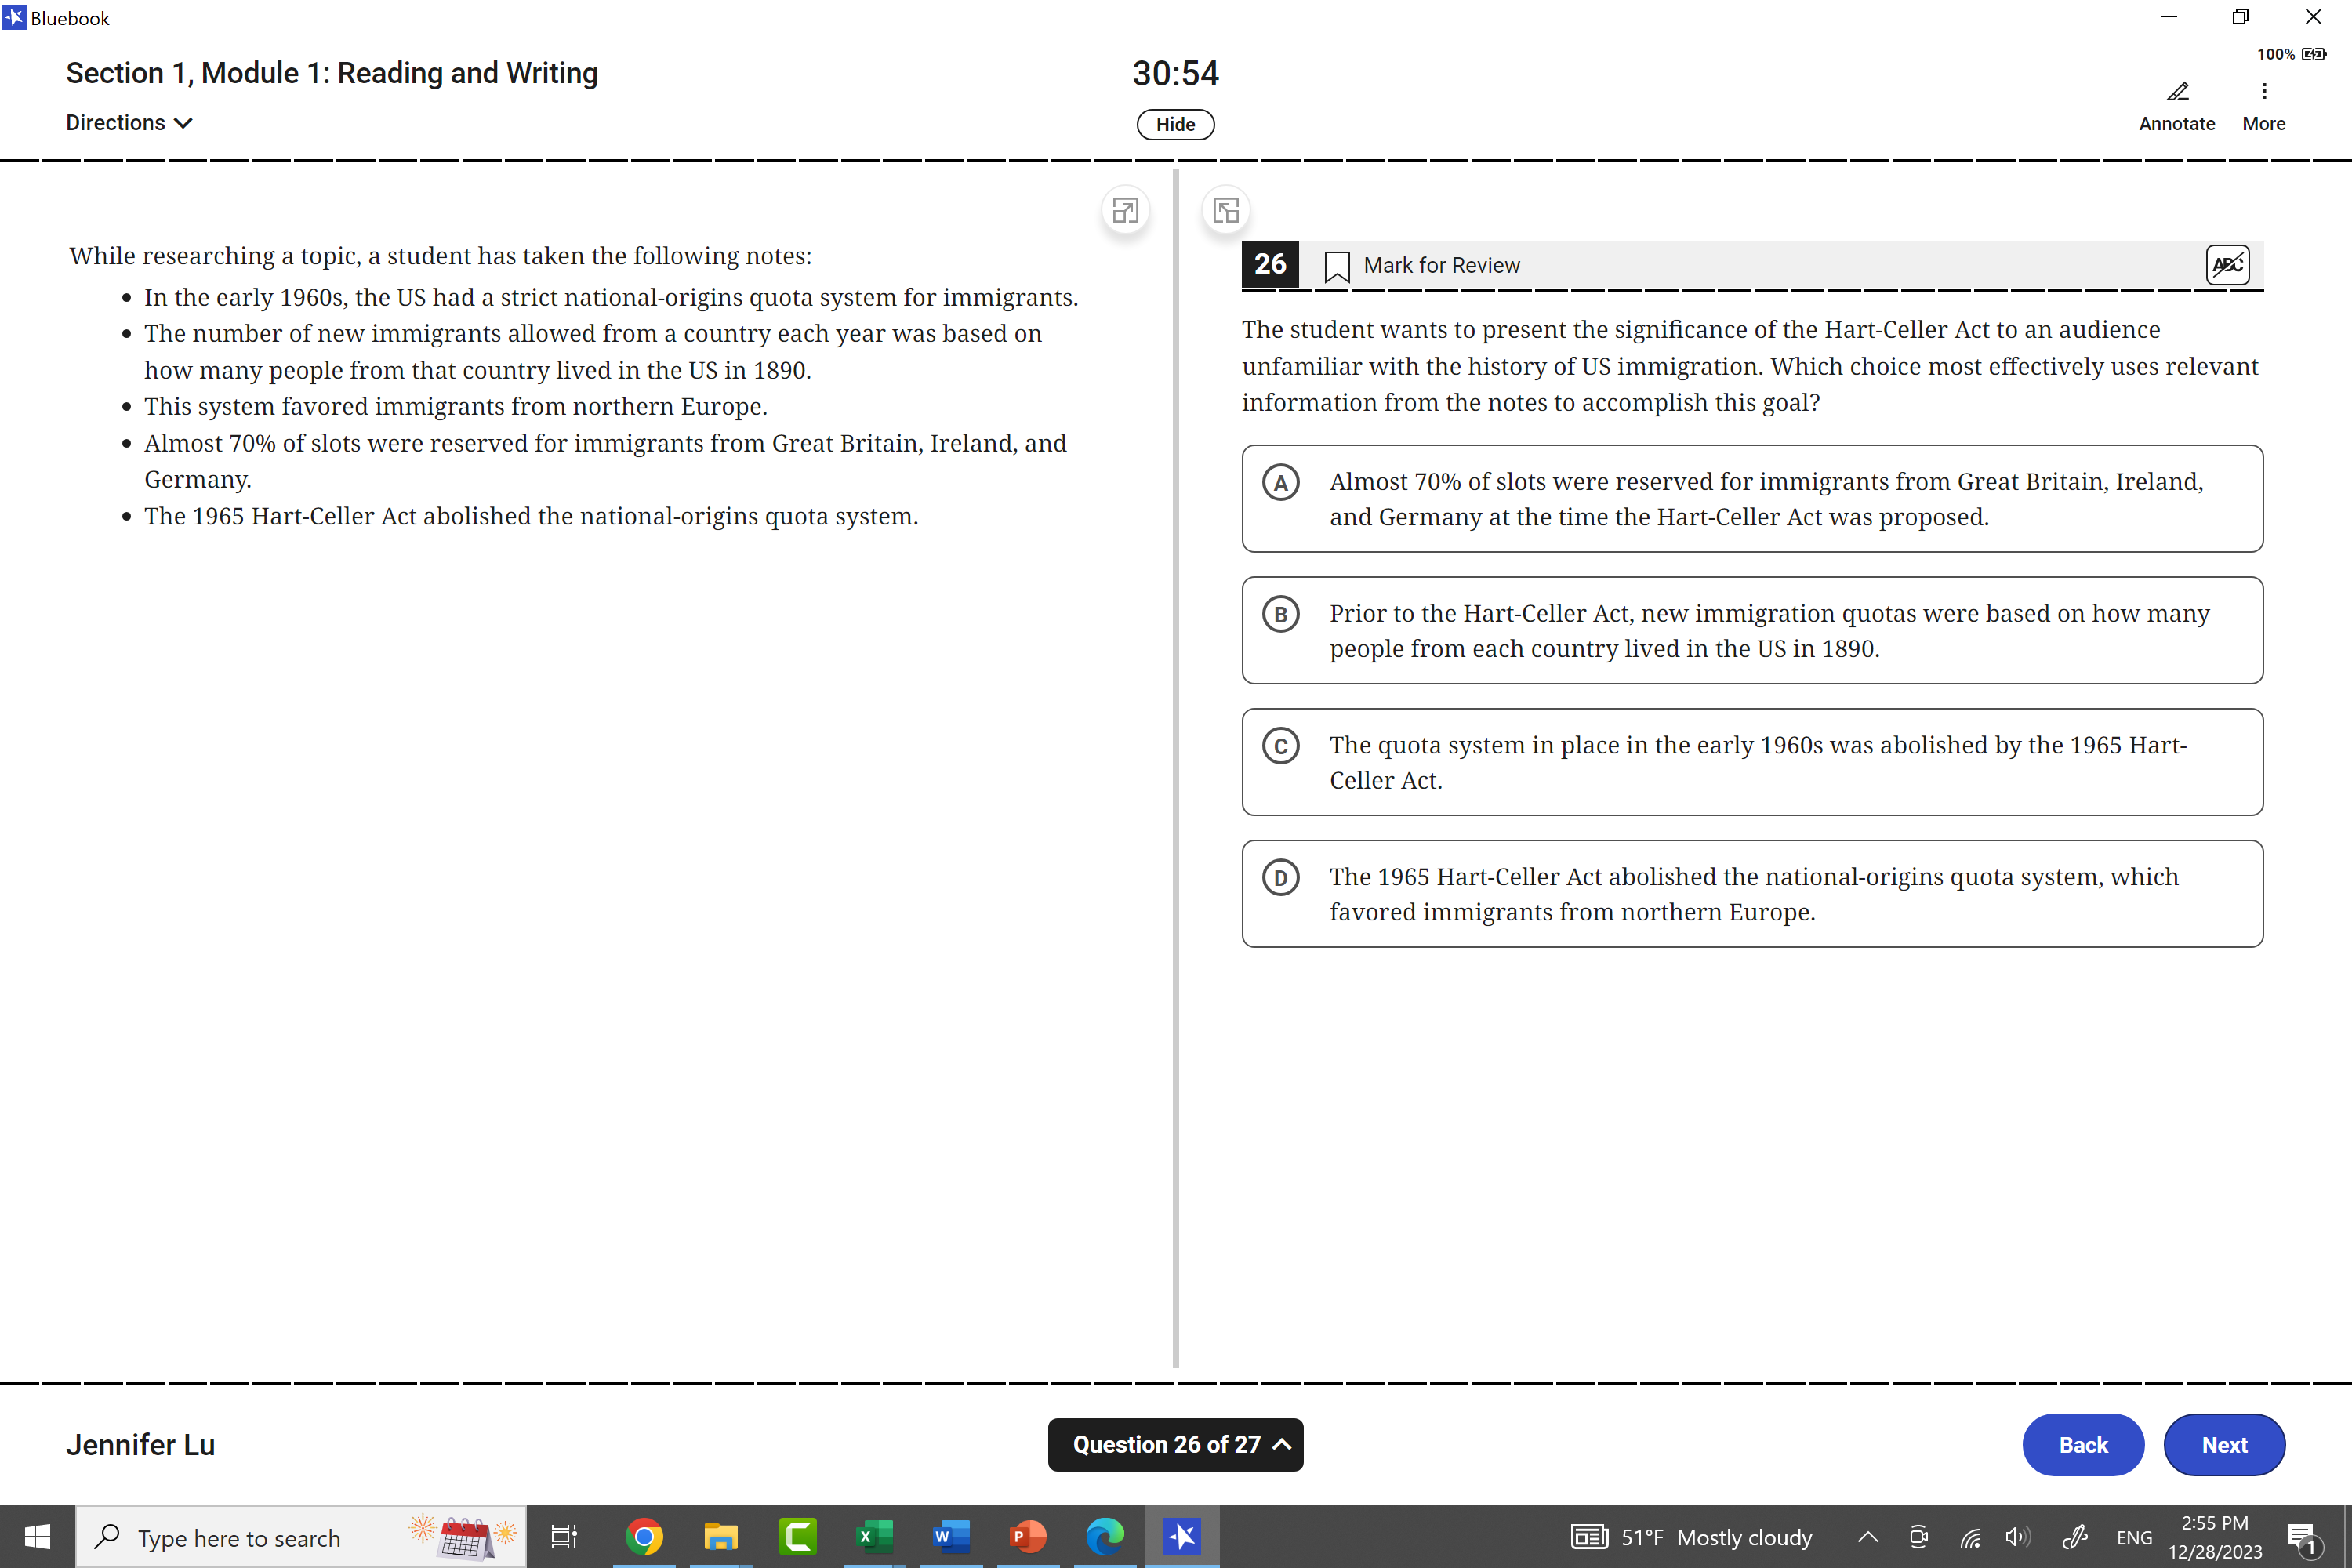 Bluebook
Section 1, Module 1: Reading and Writing
30:54
100%
Directions
Hide
Annotate
More
While researching a topic, a student has taken the following notes:
• In the early 1960s, the US had a strict national-origins quota system for immigrants.
• The number of new immigrants allowed from a country each year was based on
how many people from that country lived in the US in 1890.
• This system favored immigrants from northern Europe.
• Almost 70% of slots were reserved for immigrants from Great Britain, Ireland, and
Germany.
• The 1965 Hart-Celler Act abolished the national-origins quota system.
26 Mark for Review ABC
The student wants to present the significance of the Hart-Celler Act to an audience
unfamiliar with the history of US immigration. Which choice most effectively uses relevant
information from the notes to accomplish this goal?
A Almost 70% of slots were reserved for immigrants from Great Britain, Ireland,
and Germany at the time the Hart-Celler Act was proposed.
B Prior to the Hart-Celler Act, new immigration quotas were based on how many
people from each country lived in the US in 1890.
C The quota system in place in the early 1960s was abolished by the 1965 Hart-
Celler Act.
D The 1965 Hart-Celler Act abolished the national-origins quota system, which
favored immigrants from northern Europe.
Jennifer Lu
Question 26 of 27
Back
Next
Type here to search
X
W
P
51°F Mostly cloudy
ENG
2:55 PM
12/28/2023
1